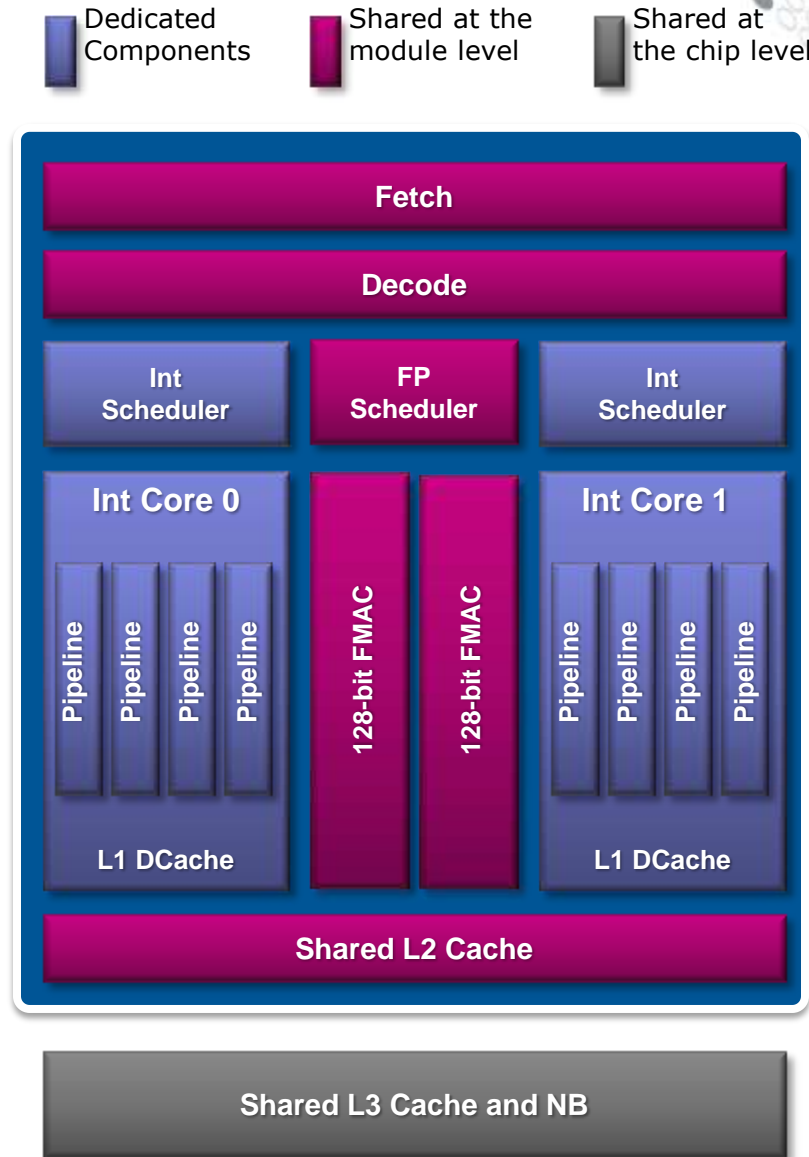 Dedicated
Components
Shared at the
module level
Shared at
the chip level
Fetch
Decode
Int
Scheduler
FP
Scheduler
Int
Scheduler
Int Core 0
Pipeline
Pipeline
Pipeline
Pipeline
L1 DCache
128-bit FMAC
128-bit FMAC
Int Core 1
Pipeline
Pipeline
Pipeline
Pipeline
L1 DCache
Shared L2 Cache
Shared L3 Cache and NB